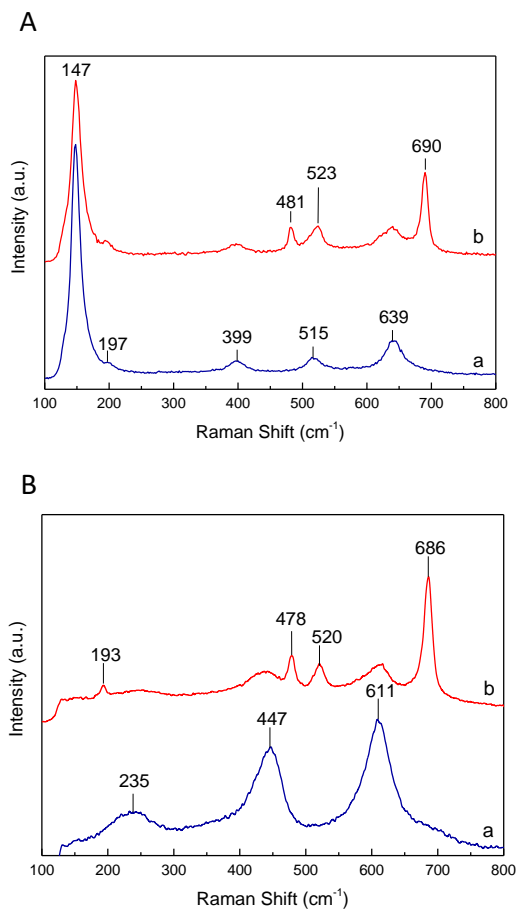 A
147
690
523
481
b
639
515
399
197
a
Intensity (a.u.)
100 200 300 400 500 600 700 800
Raman Shift (cm⁻¹)
B
686
478
520
193
b
611
447
235
a
Intensity (a.u.)
100 200 300 400 500 600 700 800
Raman Shift (cm⁻¹)